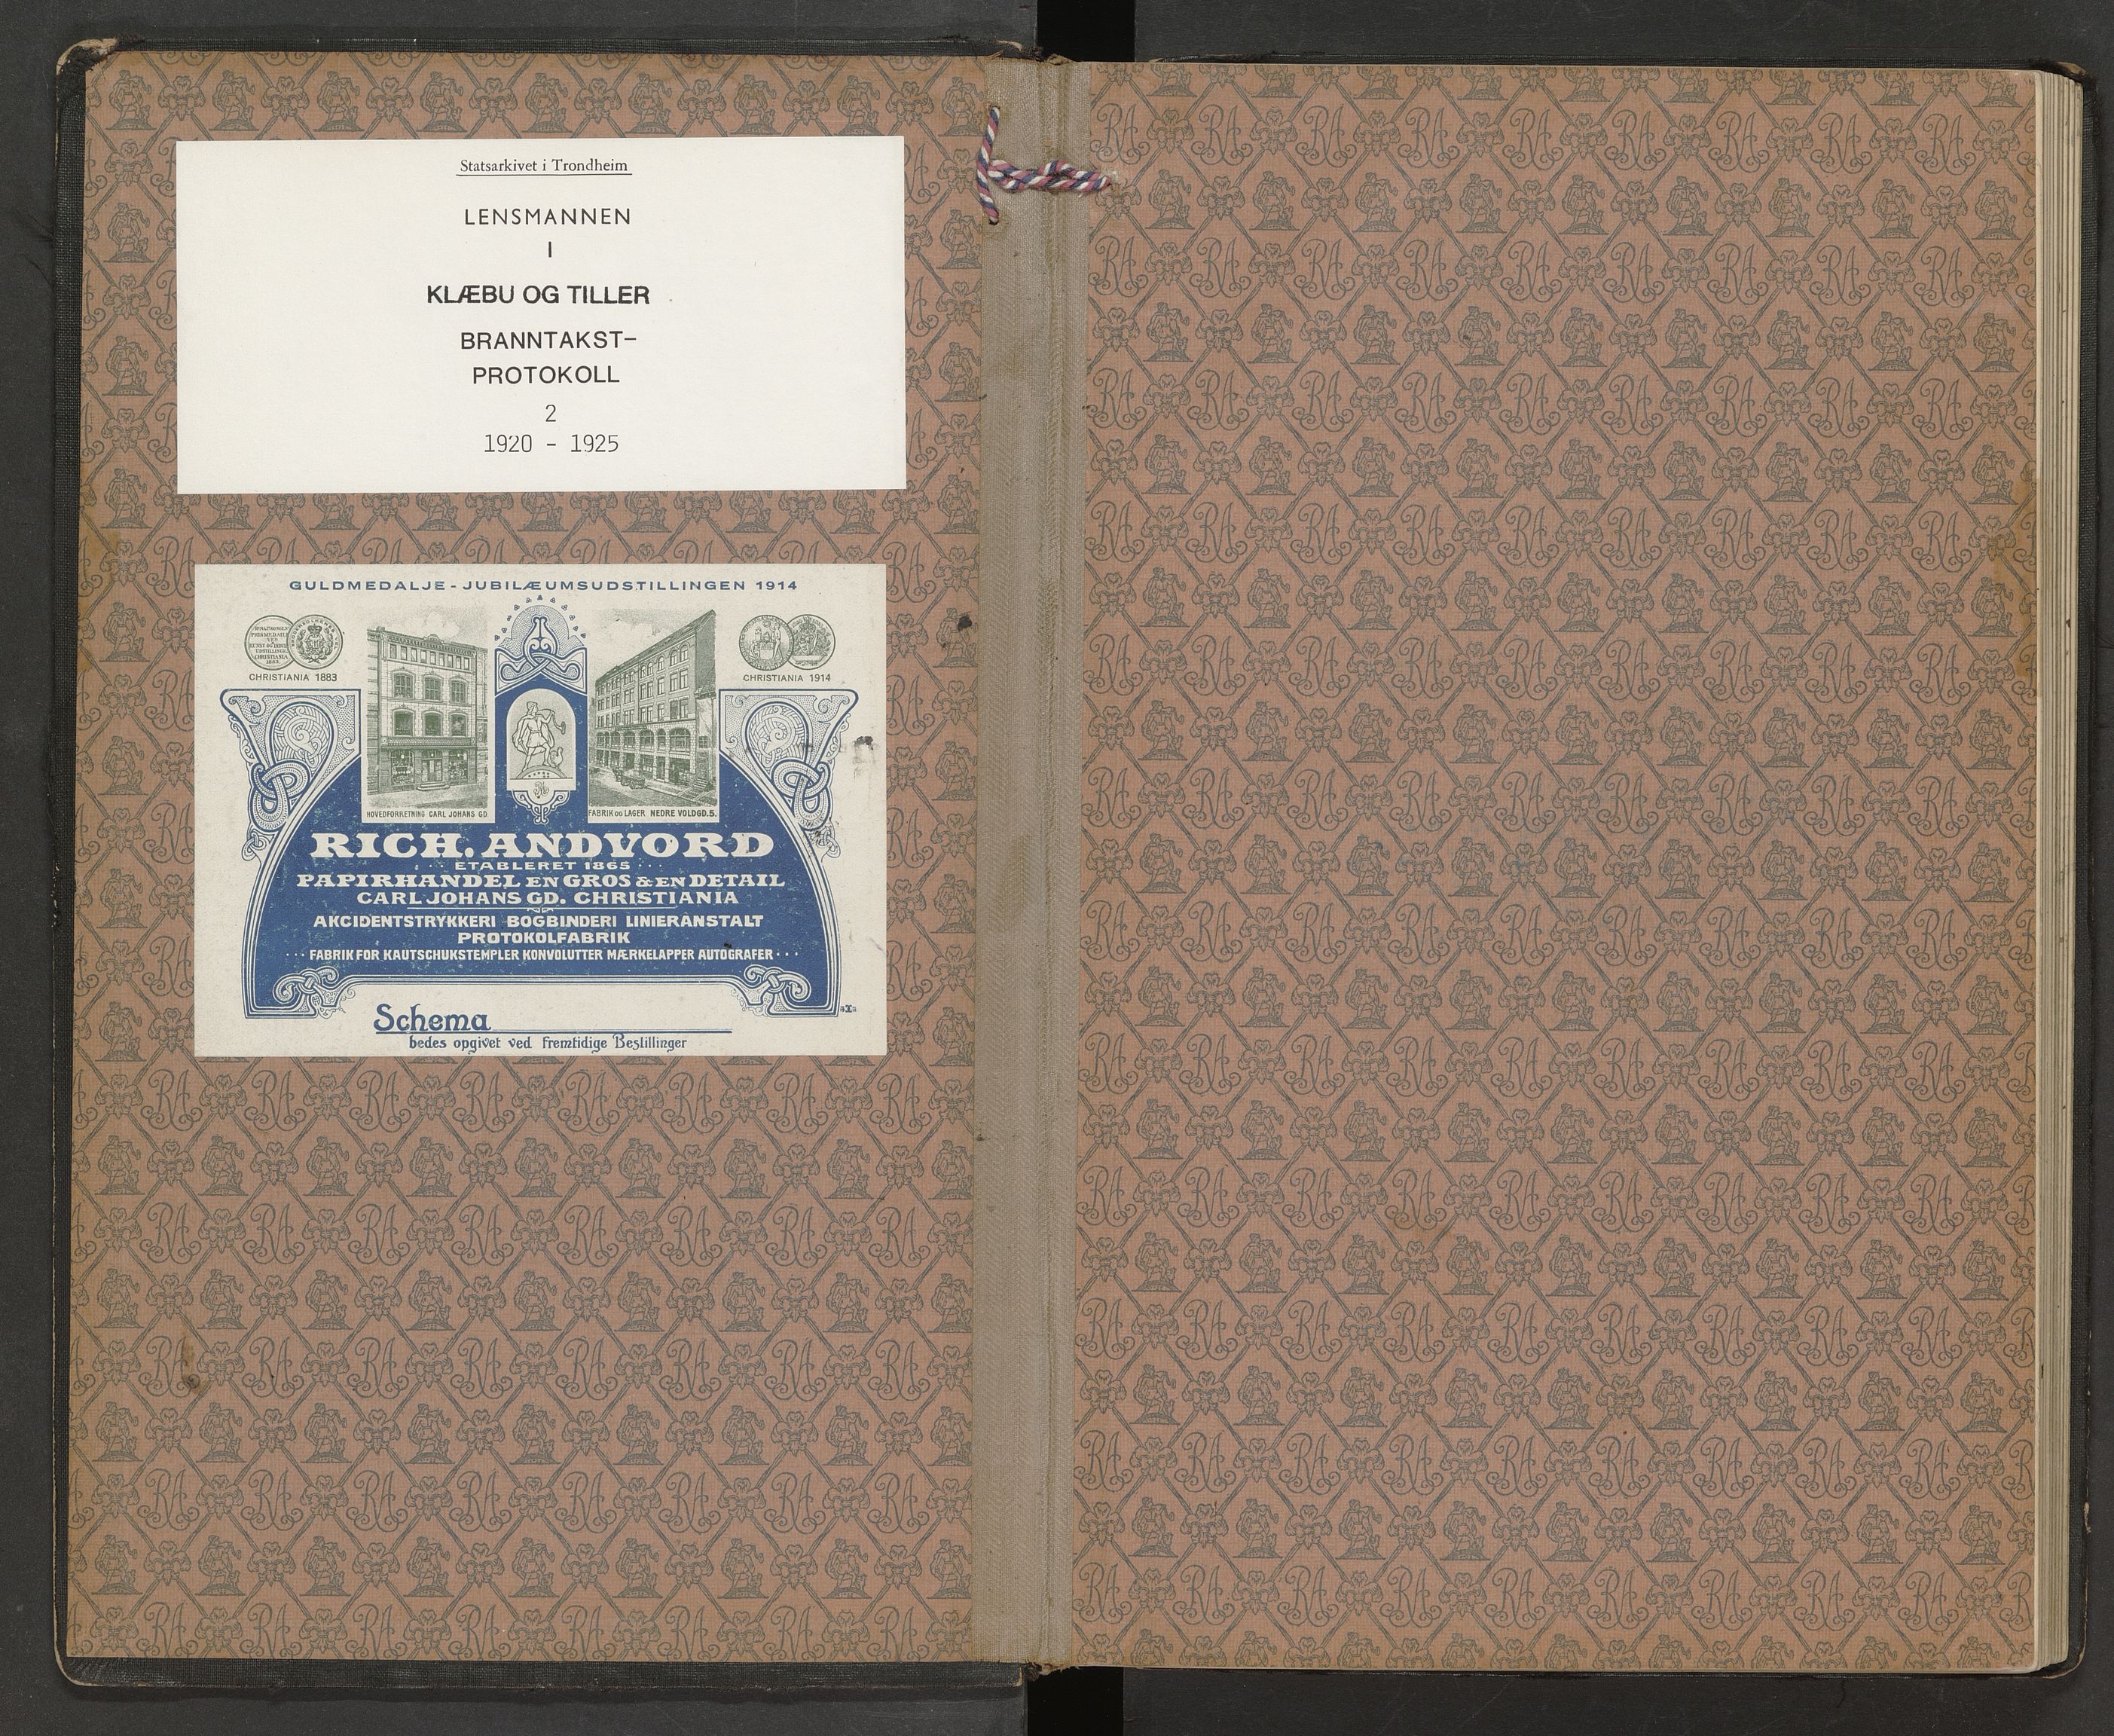 Statsarkivet i Trondheim
LENSMANNEN
I
KLÆBU OG TILLER
BRANNTAKST-
PROTOKOLL
2
1920 - 1925
GULDMEDALJE-JUBILÆUMSUDSTILLINGEN 1914
CHRISTIANIA 1883
CHRISTIANIA 1914
HOVEDFORRETNING CARL JOHANS GD.
FABRIK OG LAGER NEDRE VOLDGD.5.
RICH. ANDVORD
ETABLERET 1865
PAPIRHANDEL EN GROS & EN DETAIL
CARL JOHANS GD. CHRISTIANIA
AKCIDENTSTRYKKERI BOGBINDERI LINIERANSTALT
PROTOKOLFABRIK
FABRIK FOR KAUTSCHUKSTEMPLER KONVOLUTTER MÆRKELAPPER AUTOGRAFER
Schema
bedes opgivet ved fremtidige Bestillinger